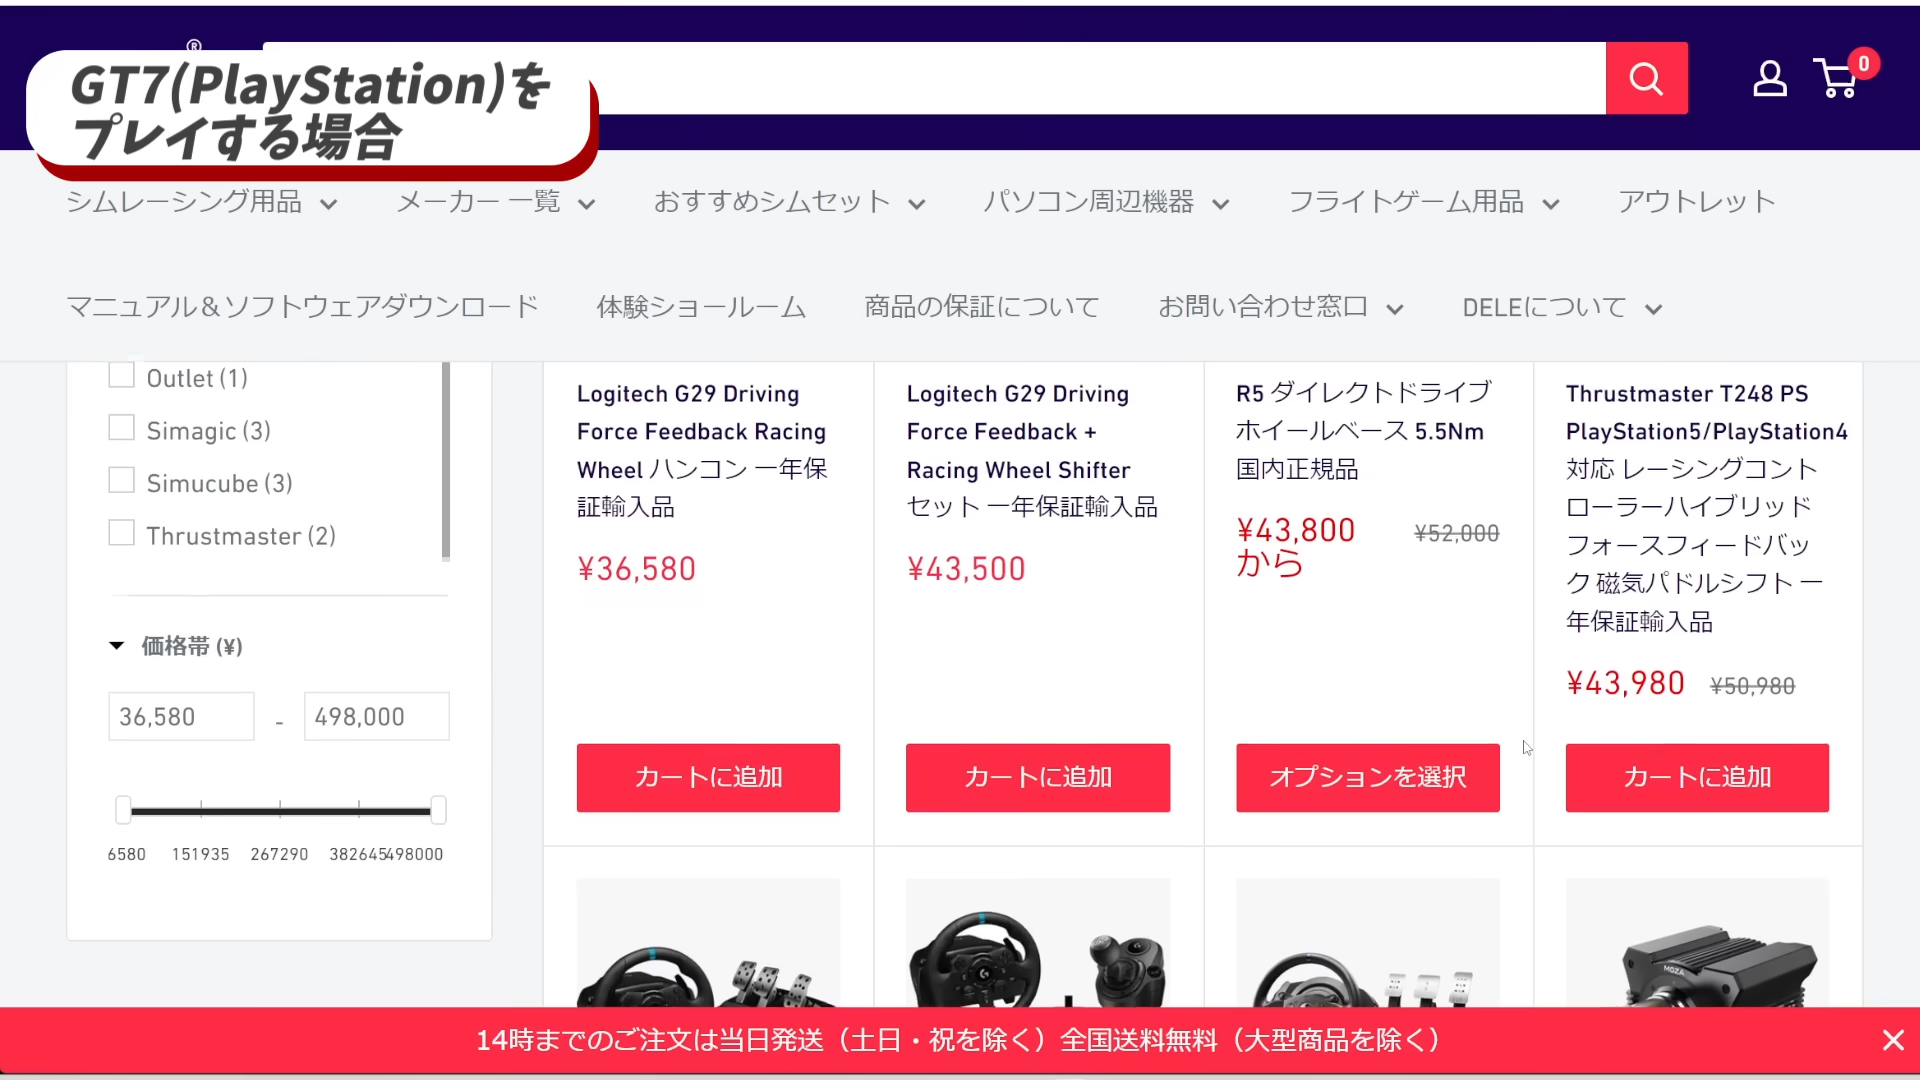 ®
GT7(PlayStation)を
プレイする場合
0
シムレーシング用品
メーカー 一覧
おすすめシムセット
パソコン周辺機器
フライトゲーム用品
アウトレット
マニュアル＆ソフトウェアダウンロード
体験ショールーム
商品の保証について
お問い合わせ窓口
DELEについて
Outlet (1)
Simagic (3)
Simucube (3)
Thrustmaster (2)
価格帯 (¥)
36,580 - 498,000
6580 151935 267290 382645 498000
Logitech G29 Driving
Force Feedback Racing
Wheel ハンコン 一年保
証輸入品
¥36,580
カートに追加
Logitech G29 Driving
Force Feedback +
Racing Wheel Shifter
セット 一年保証輸入品
¥43,500
カートに追加
R5 ダイレクトドライブ
ホイールベース 5.5Nm
国内正規品
¥43,800 ¥52,000
から
オプションを選択
Thrustmaster T248 PS
PlayStation5/PlayStation4
対応 レーシングコント
ローラーハイブリッド
フォースフィードバッ
ク 磁気パドルシフト 一
年保証輸入品
¥43,980 ¥50,980
カートに追加
MOZA
14時までのご注文は当日発送（土日・祝を除く）全国送料無料（大型商品を除く）